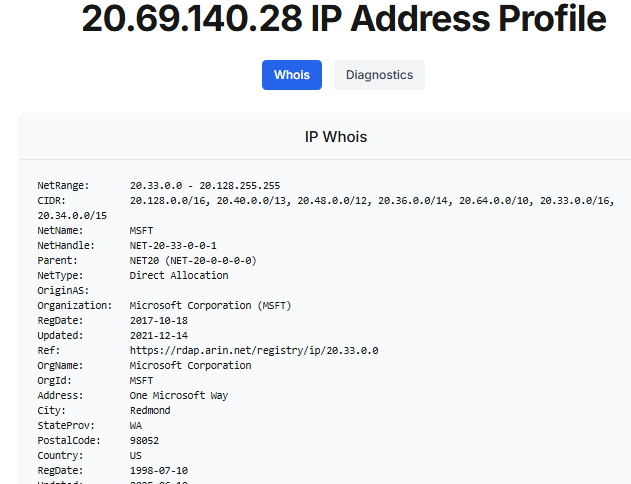 20.69.140.28 IP Address Profile
Whois
Diagnostics
IP Whois
NetRange: 20.33.0.0 - 20.128.255.255
CIDR: 20.128.0.0/16, 20.40.0.0/13, 20.48.0.0/12, 20.36.0.0/14, 20.64.0.0/10, 20.33.0.0/16,
20.34.0.0/15
NetName: MSFT
NetHandle: NET-20-33-0-0-1
Parent: NET20 (NET-20-0-0-0-0)
NetType: Direct Allocation
OriginAS:
Organization: Microsoft Corporation (MSFT)
RegDate: 2017-10-18
Updated: 2021-12-14
Ref: https://rdap.arin.net/registry/ip/20.33.0.0
OrgName: Microsoft Corporation
OrgId: MSFT
Address: One Microsoft Way
City: Redmond
StateProv: WA
PostalCode: 98052
Country: US
RegDate: 1998-07-10